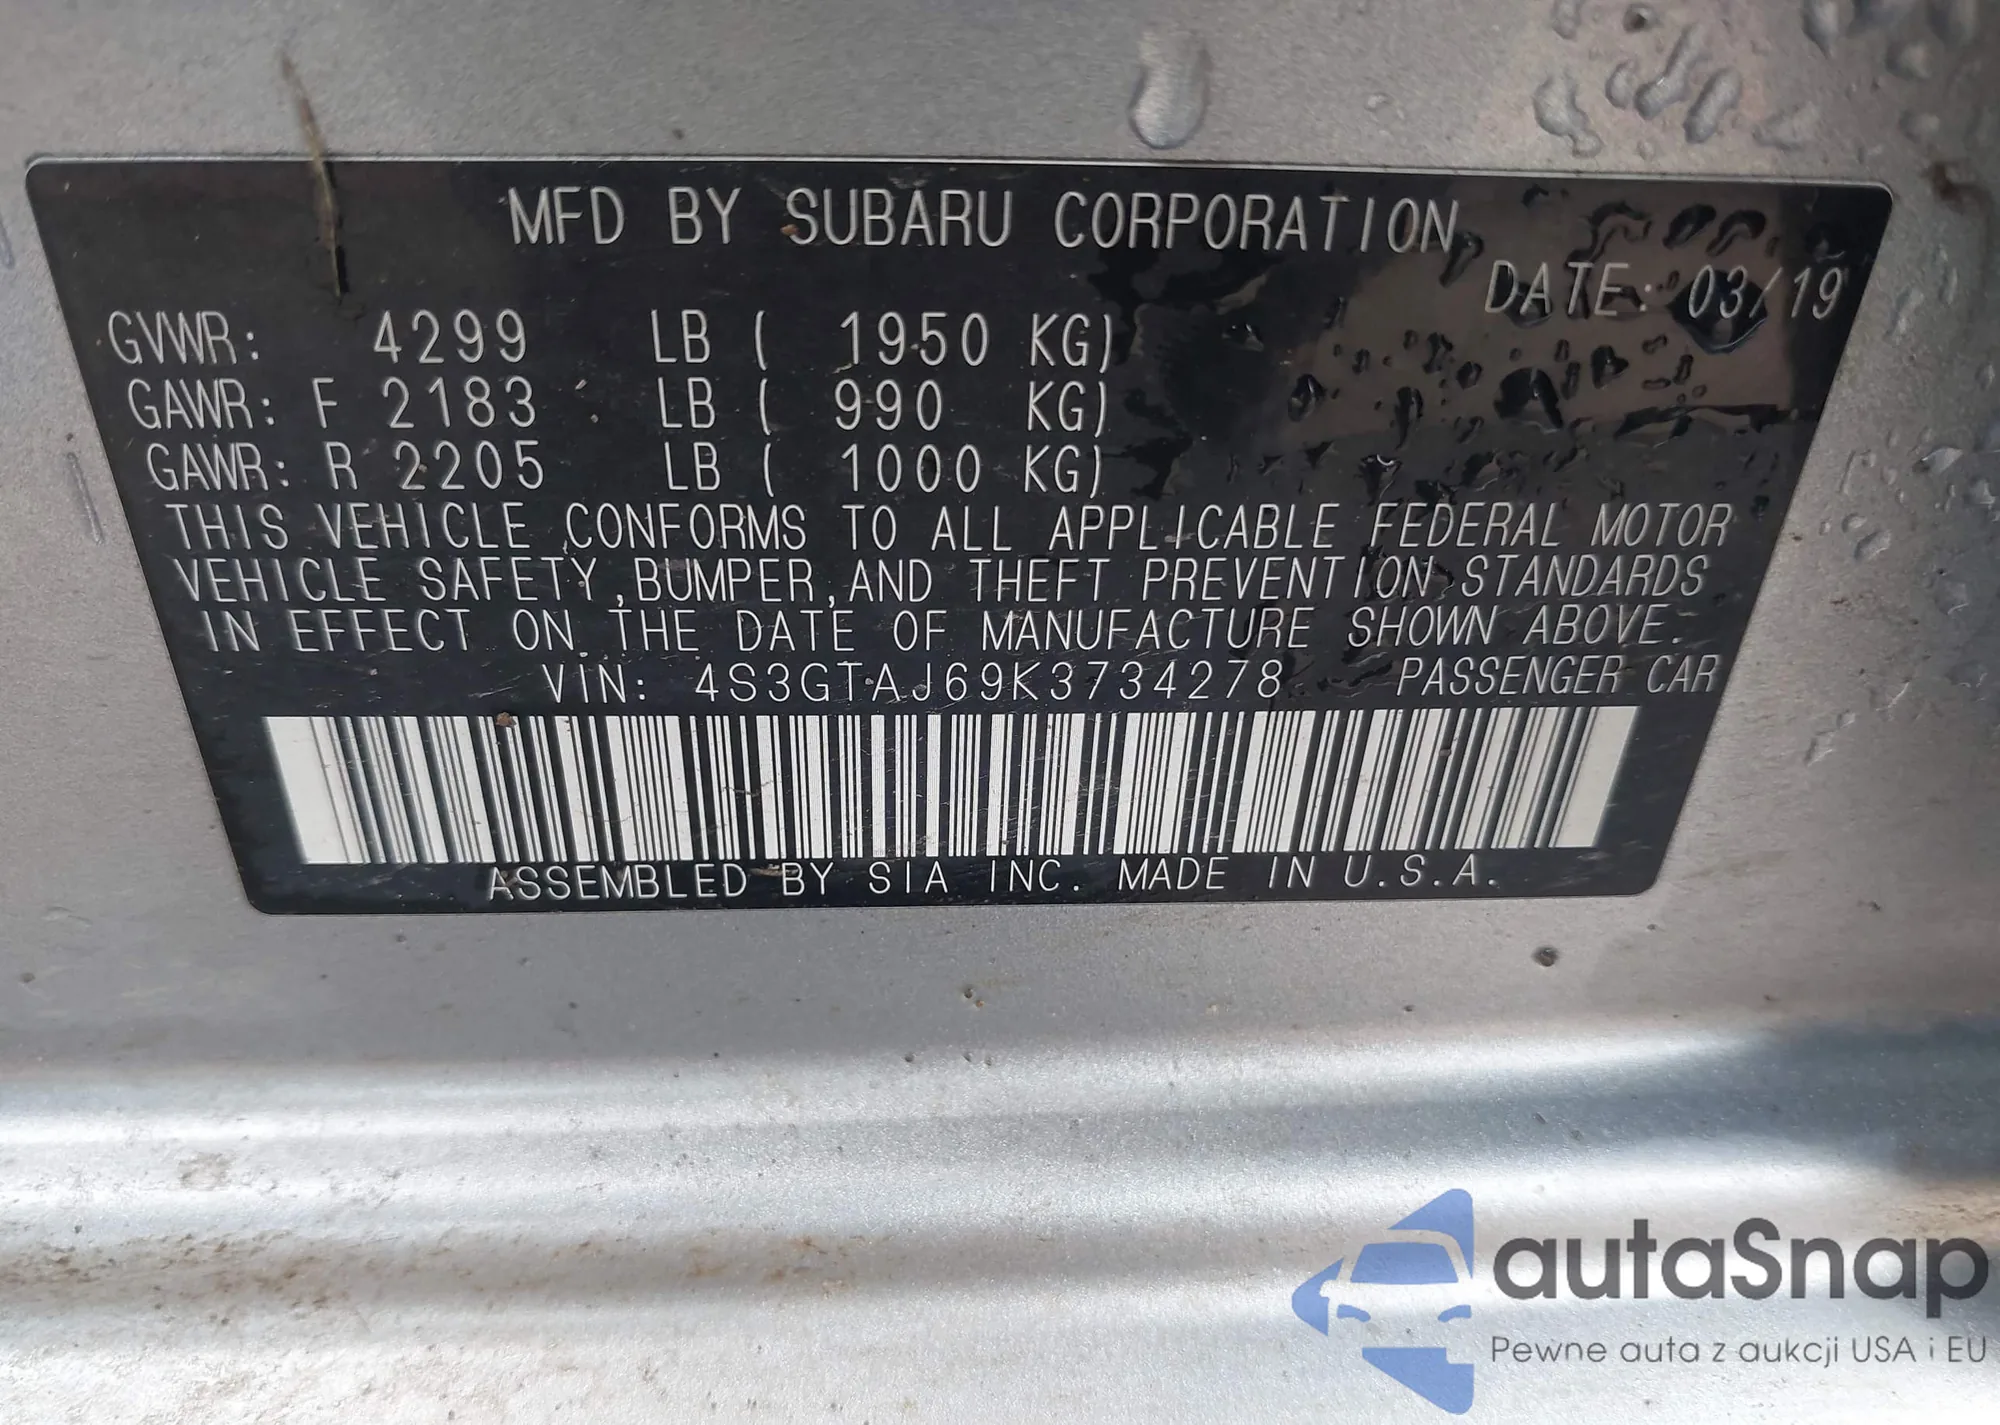 MFD BY SUBARU CORPORATION
DATE: 03/19
GVWR: 4299 LB ( 1950 KG)
GAWR: F 2183 LB ( 990 KG)
GAWR: R 2205 LB ( 1000 KG)
THIS VEHICLE CONFORMS TO ALL APPLICABLE FEDERAL MOTOR
VEHICLE SAFETY,BUMPER,AND THEFT PREVENTION STANDARDS
IN EFFECT ON THE DATE OF MANUFACTURE SHOWN ABOVE.
VIN: 4S3GTAJ69K3734278 PASSENGER CAR
ASSEMBLED BY SIA INC. MADE IN U.S.A.
autaSnap
Pewne auta z aukcji USA i EU